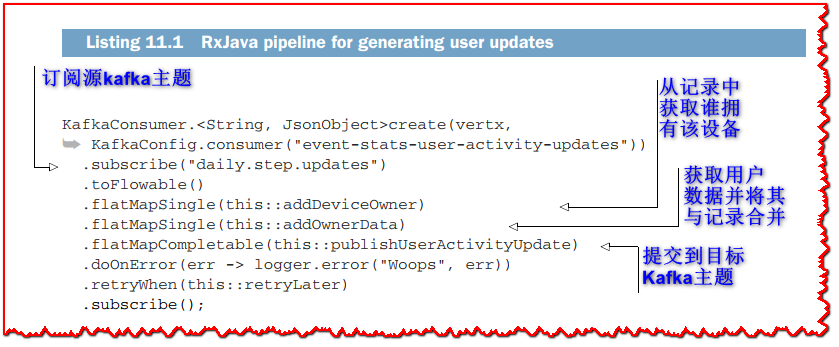 Listing 11.1 RxJava pipeline for generating user updates
订阅源kafka主题
从记录中
获取谁拥
有该设备
KafkaConsumer.<String, JsonObject>create(vertx,
➥ KafkaConfig.consumer("event-stats-user-activity-updates"))
.subscribe("daily.step.updates")
.toFlowable()
.flatMapSingle(this::addDeviceOwner)
.flatMapSingle(this::addOwnerData)
.flatMapCompletable(this::publishUserActivityUpdate)
.doOnError(err -> logger.error("Woops", err))
.retryWhen(this::retryLater)
.subscribe();
获取用户
数据并将其
与记录合并
提交到目标
Kafka主题